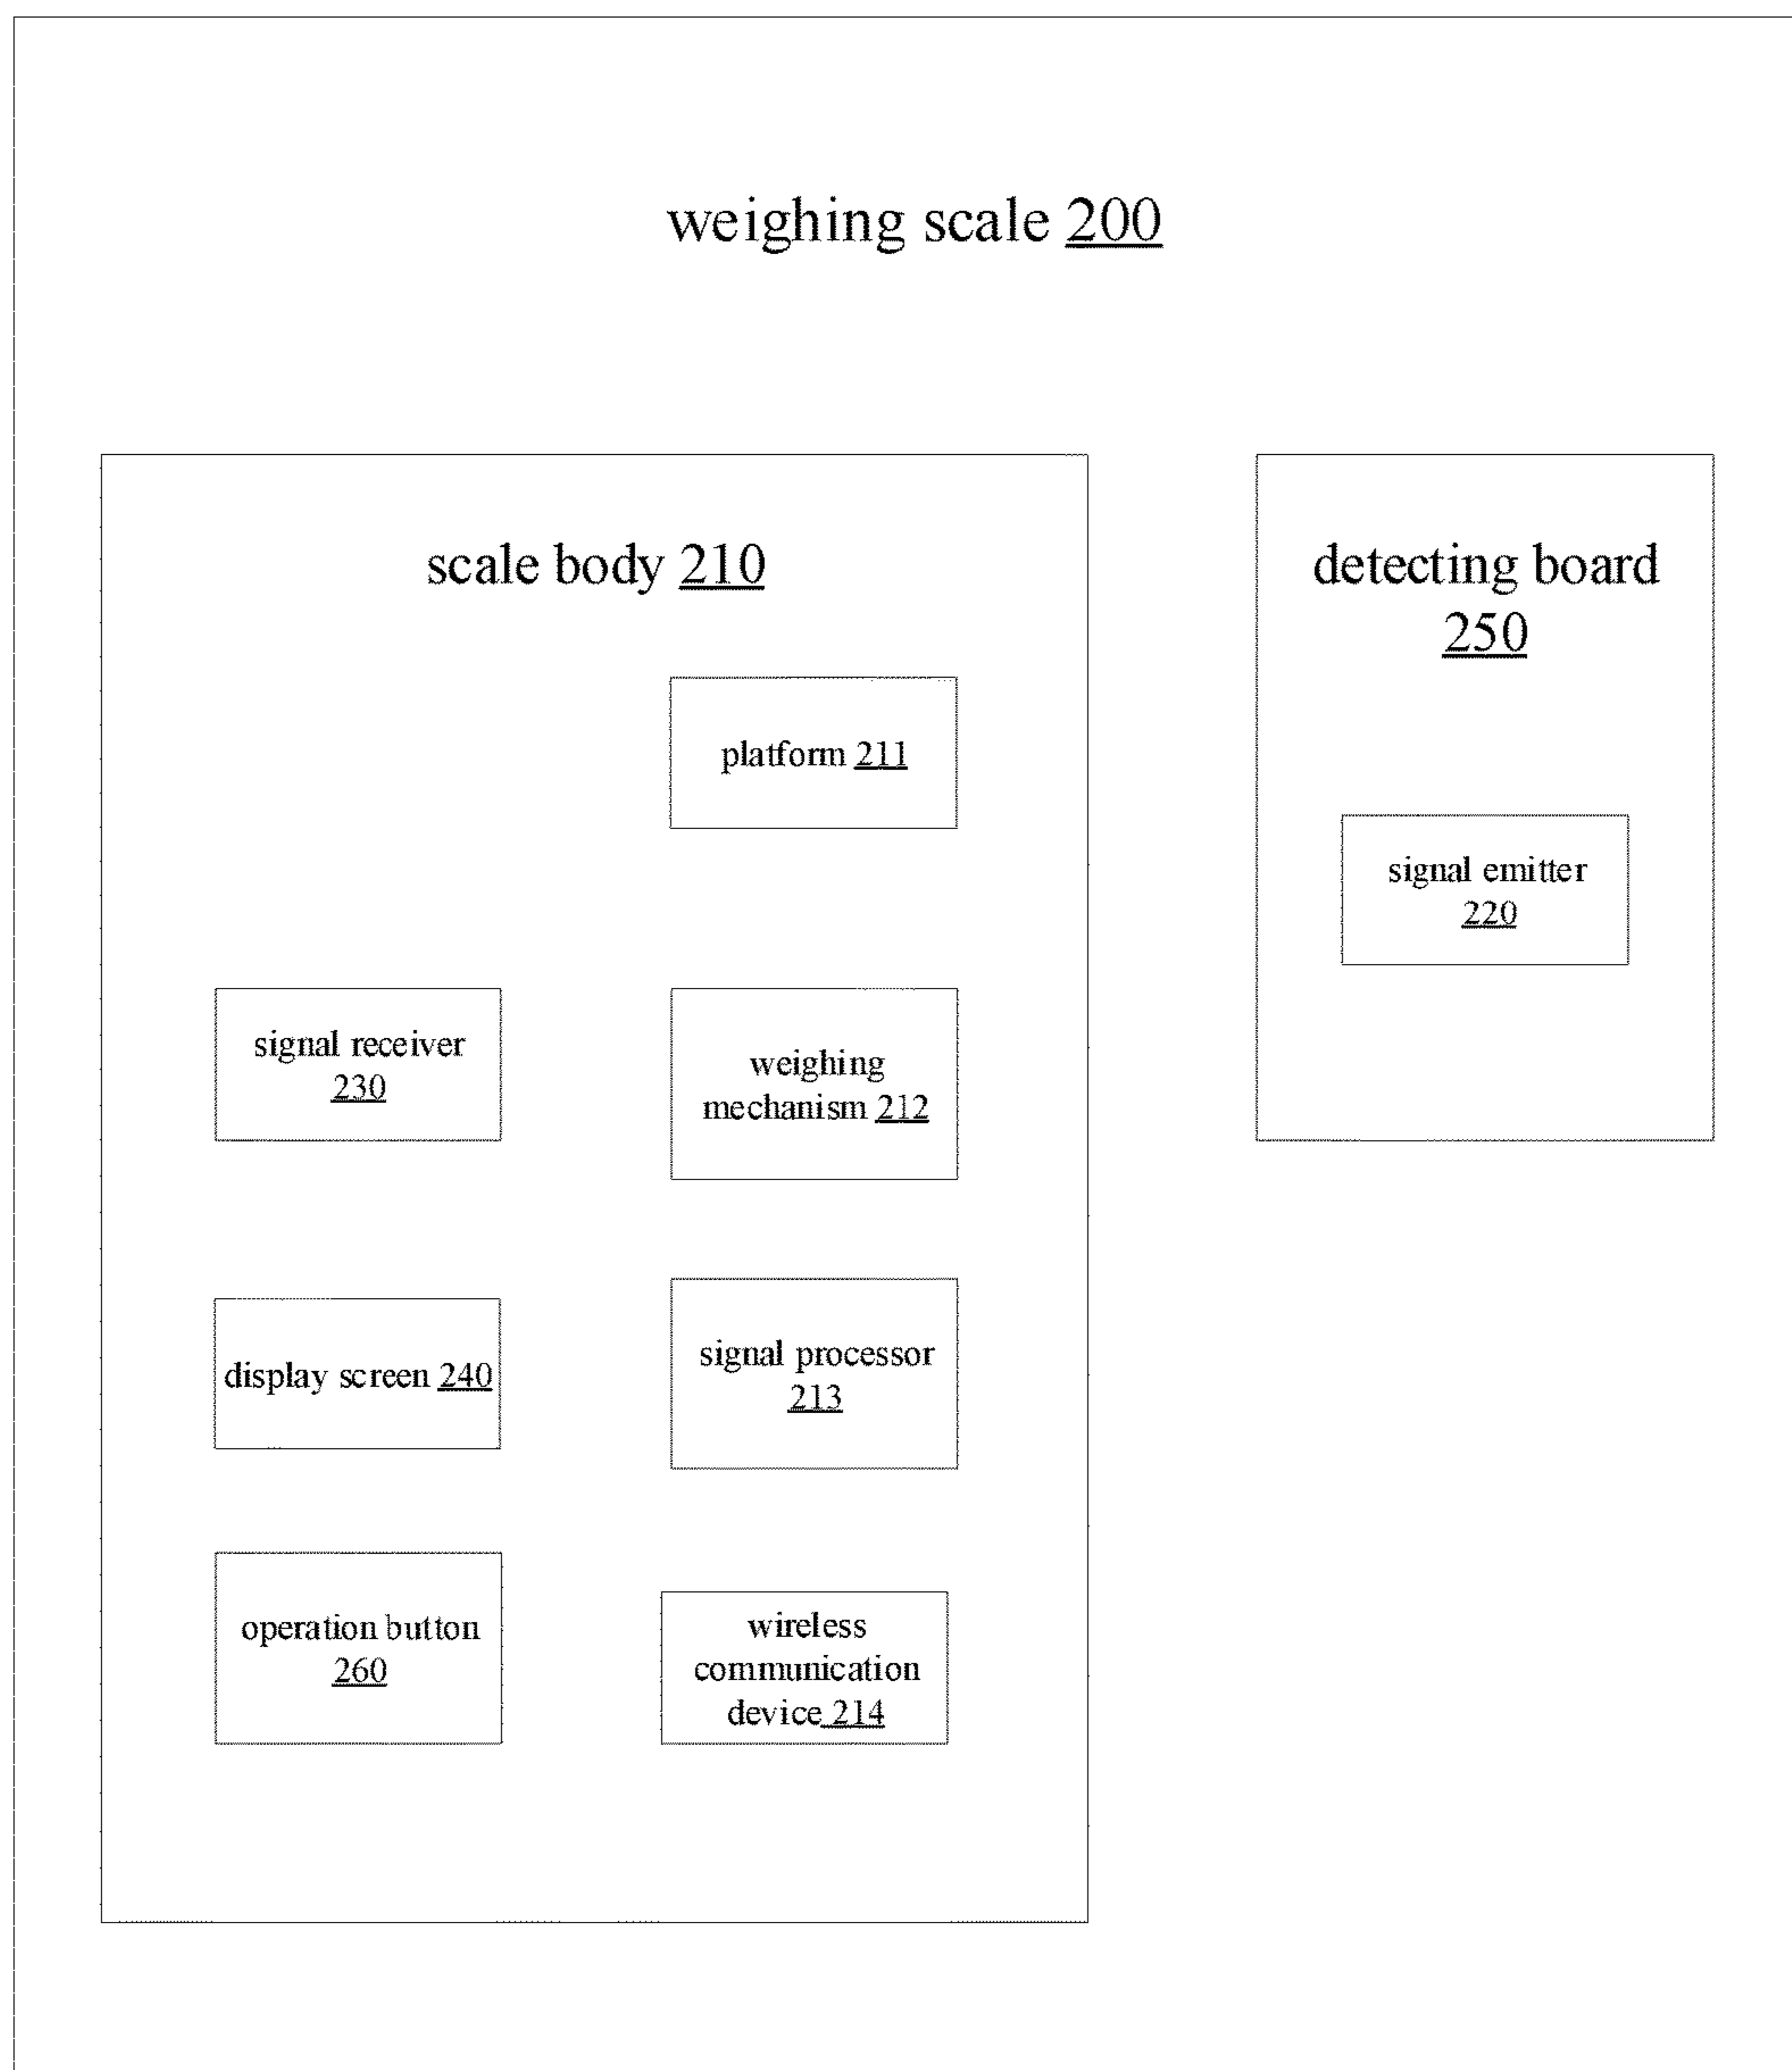 weighing scale 200
scale body 210
platform 211
signal receiver
230
weighing
mechanism 212
display screen 240
signal processor
213
operation button
260
wireless
communication
device 214
detecting board
250
signal emitter
220